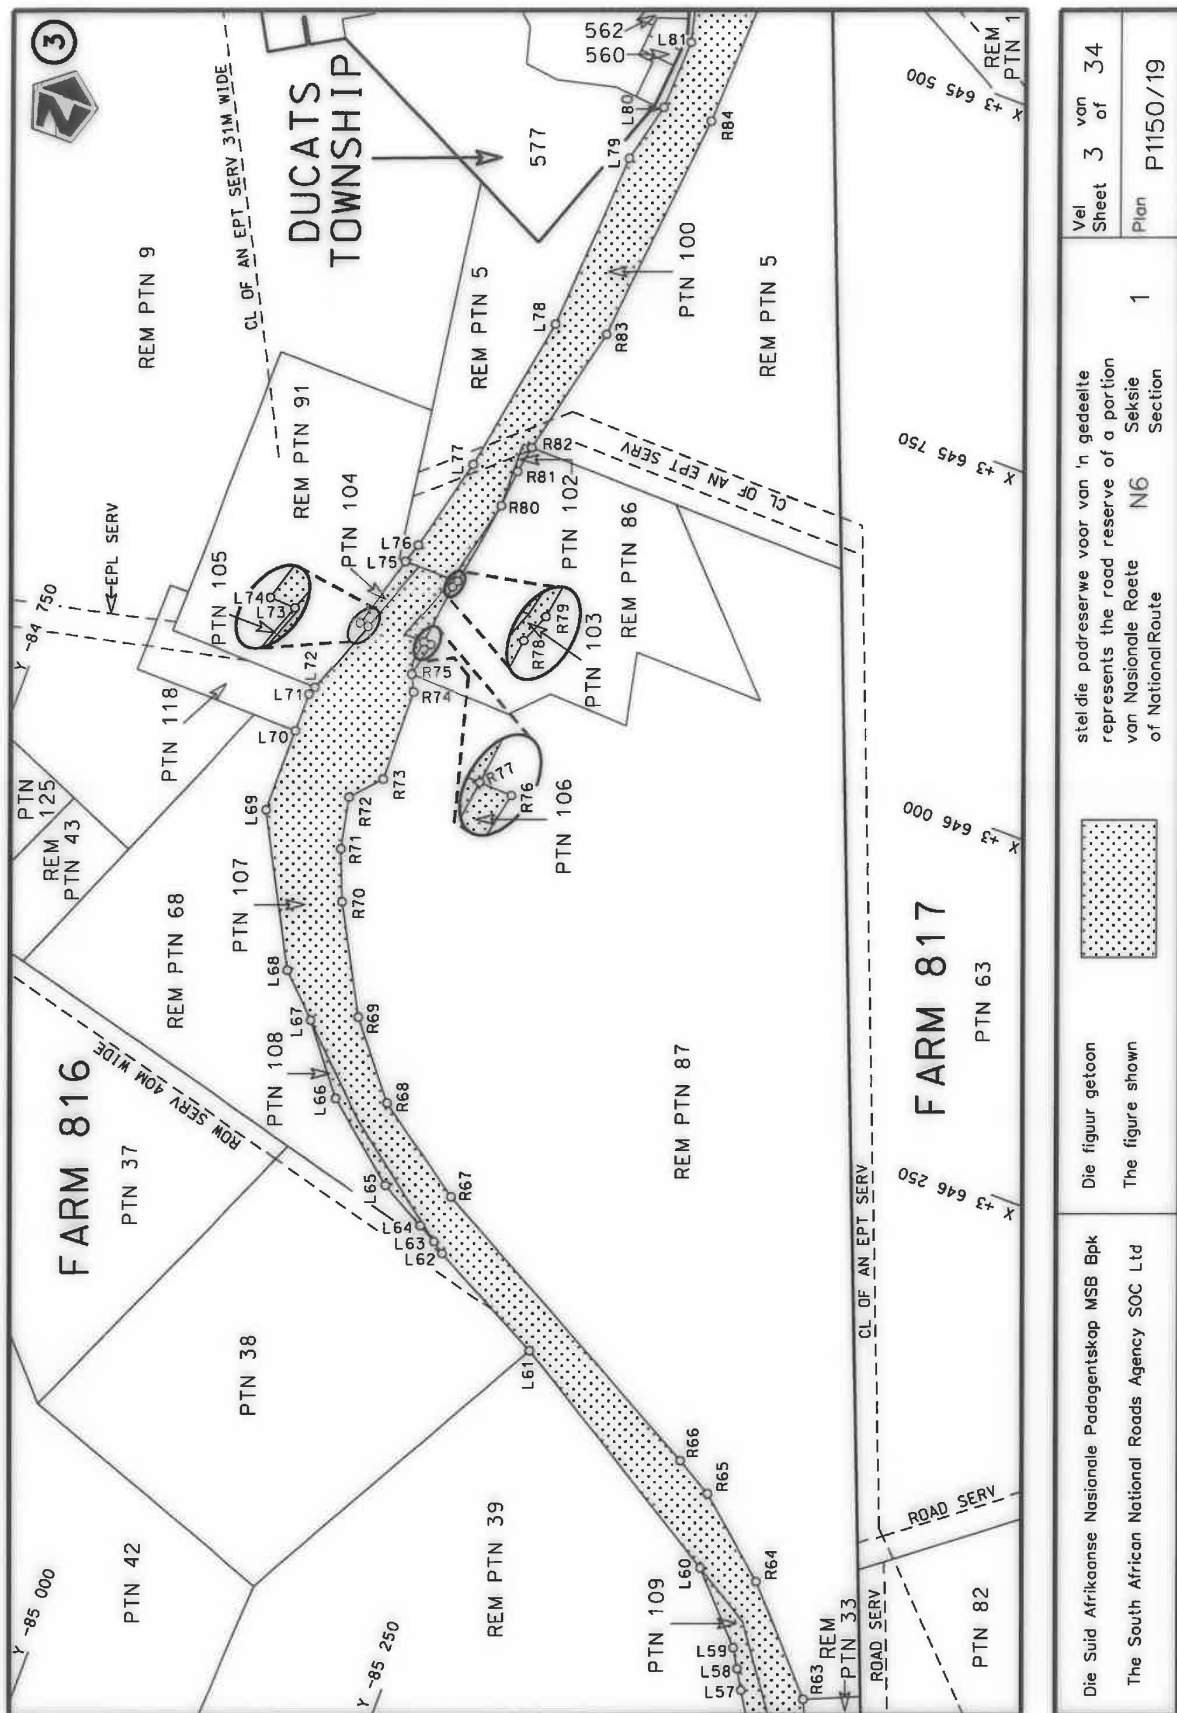 3
N
DUCATS
TOWNSHIP
577
562
560
L81
L80
L79
R84
REM
PTN 1
X +3 645 500
REM PTN 9
CL OF AN EPT SERV 31M WIDE
REM PTN 5
PTN 100
REM PTN 5
L78
R83
EPL SERV
REM PTN 91
PTN 104
PTN 105
L74
L73
L77
L76
L75
R82
R81
R80
PTN 102
CL OF AN EPT SERV
X +3 645 750
Y -84 750
L72
L71
L70
PTN 118
R79
R78
PTN 103
REM PTN 86
R75
R74
R77
R76
PTN 106
PTN
125
REM
PTN 43
L69
R73
R72
R71
R70
PTN 107
REM PTN 68
L68
L67
PTN 108
L66
R69
R68
X +3 646 000
FARM 817
PTN 63
FARM 816
ROW SERV 40M WIDE
PTN 37
REM PTN 87
L65
L64
L63
L62
R67
X +3 646 250
CL OF AN EPT SERV
PTN 38
L61
R66
R65
R64
ROAD SERV
Y -85 000
PTN 42
Y -85 250
REM PTN 39
L60
PTN 109
L59
L58
L57
R63
REM
PTN 33
ROAD SERV
PTN 82
Die Suid Afrikaanse Nasionale Padagentskap MSB Bpk
The South African National Roads Agency SOC Ltd
Die figuur getoon
The figure shown
stel die padreserwe voor van 'n gedeelte
represents the road reserve of a portion
van Nasionale Roete N6 Seksie 1
of National Route Section
Vel 3 van 34
Sheet 3 of 34
Plan P1150/19